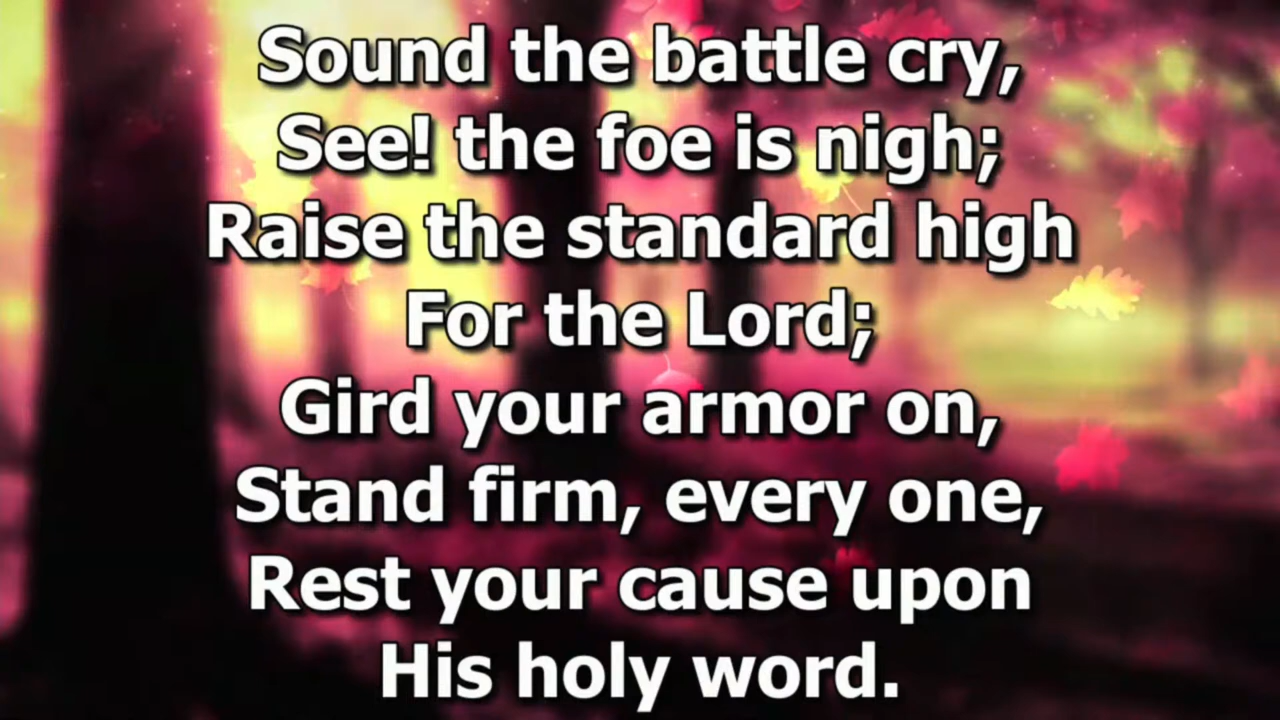 Sound the battle cry,
See! the foe is nigh;
Raise the standard high
For the Lord;
Gird your armor on,
Stand firm, every one,
Rest your cause upon
His holy word.